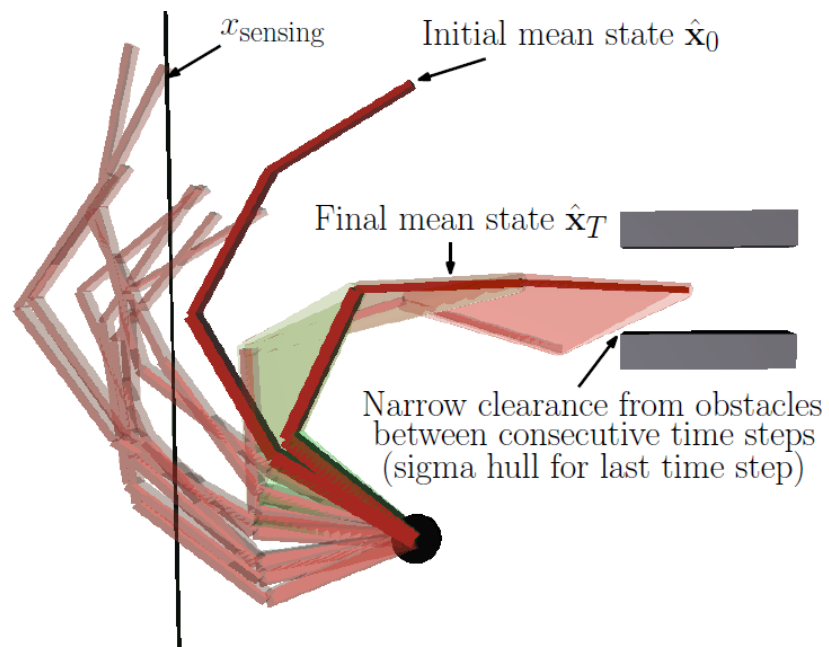 x_sensing
Initial mean state x̂₀
Final mean state x̂_T
Narrow clearance from obstacles
between consecutive time steps
(sigma hull for last time step)